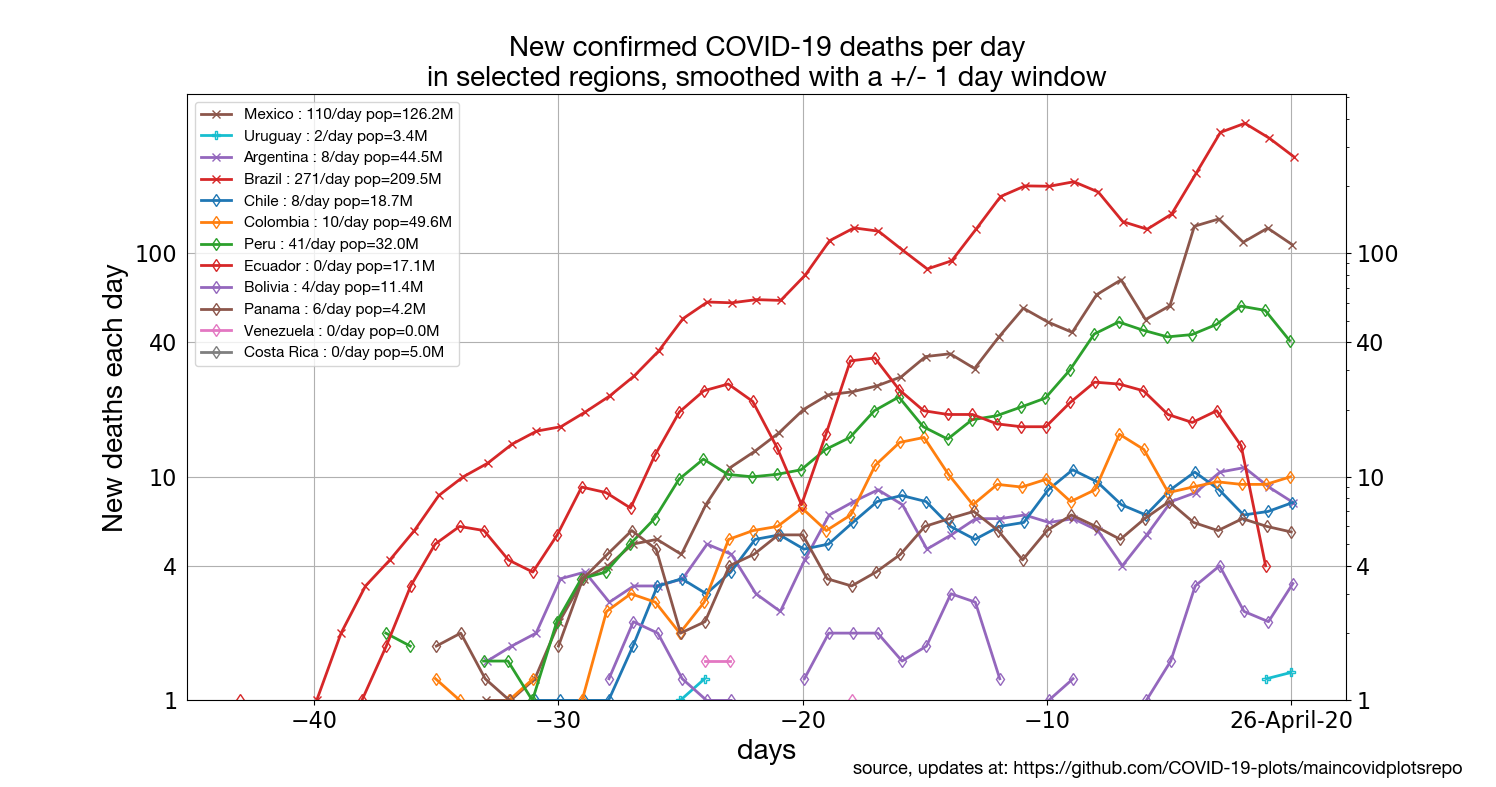 New confirmed COVID-19 deaths per day
in selected regions, smoothed with a +/- 1 day window
Mexico : 110/day pop=126.2M
Uruguay : 2/day pop=3.4M
Argentina : 8/day pop=44.5M
Brazil : 271/day pop=209.5M
Chile : 8/day pop=18.7M
Colombia : 10/day pop=49.6M
Peru : 41/day pop=32.0M
Ecuador : 0/day pop=17.1M
Bolivia : 4/day pop=11.4M
Panama : 6/day pop=4.2M
Venezuela : 0/day pop=0.0M
Costa Rica : 0/day pop=5.0M
New deaths each day
100
40
10
4
1
100
40
10
4
1
−40
−30
−20
−10
26-April-20
days
source, updates at: https://github.com/COVID-19-plots/maincovidplotsrepo